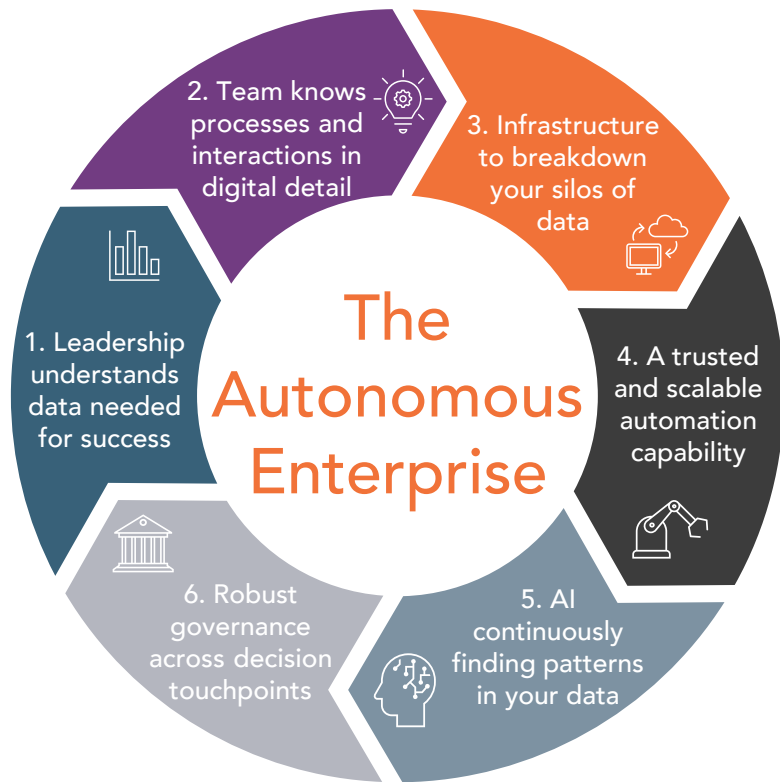 The
Autonomous
Enterprise
1. Leadership
understands
data needed
for success
2. Team knows
processes and
interactions in
digital detail
3. Infrastructure
to breakdown
your silos of
data
4. A trusted
and scalable
automation
capability
5. AI
continuously
finding patterns
in your data
6. Robust
governance
across decision
touchpoints